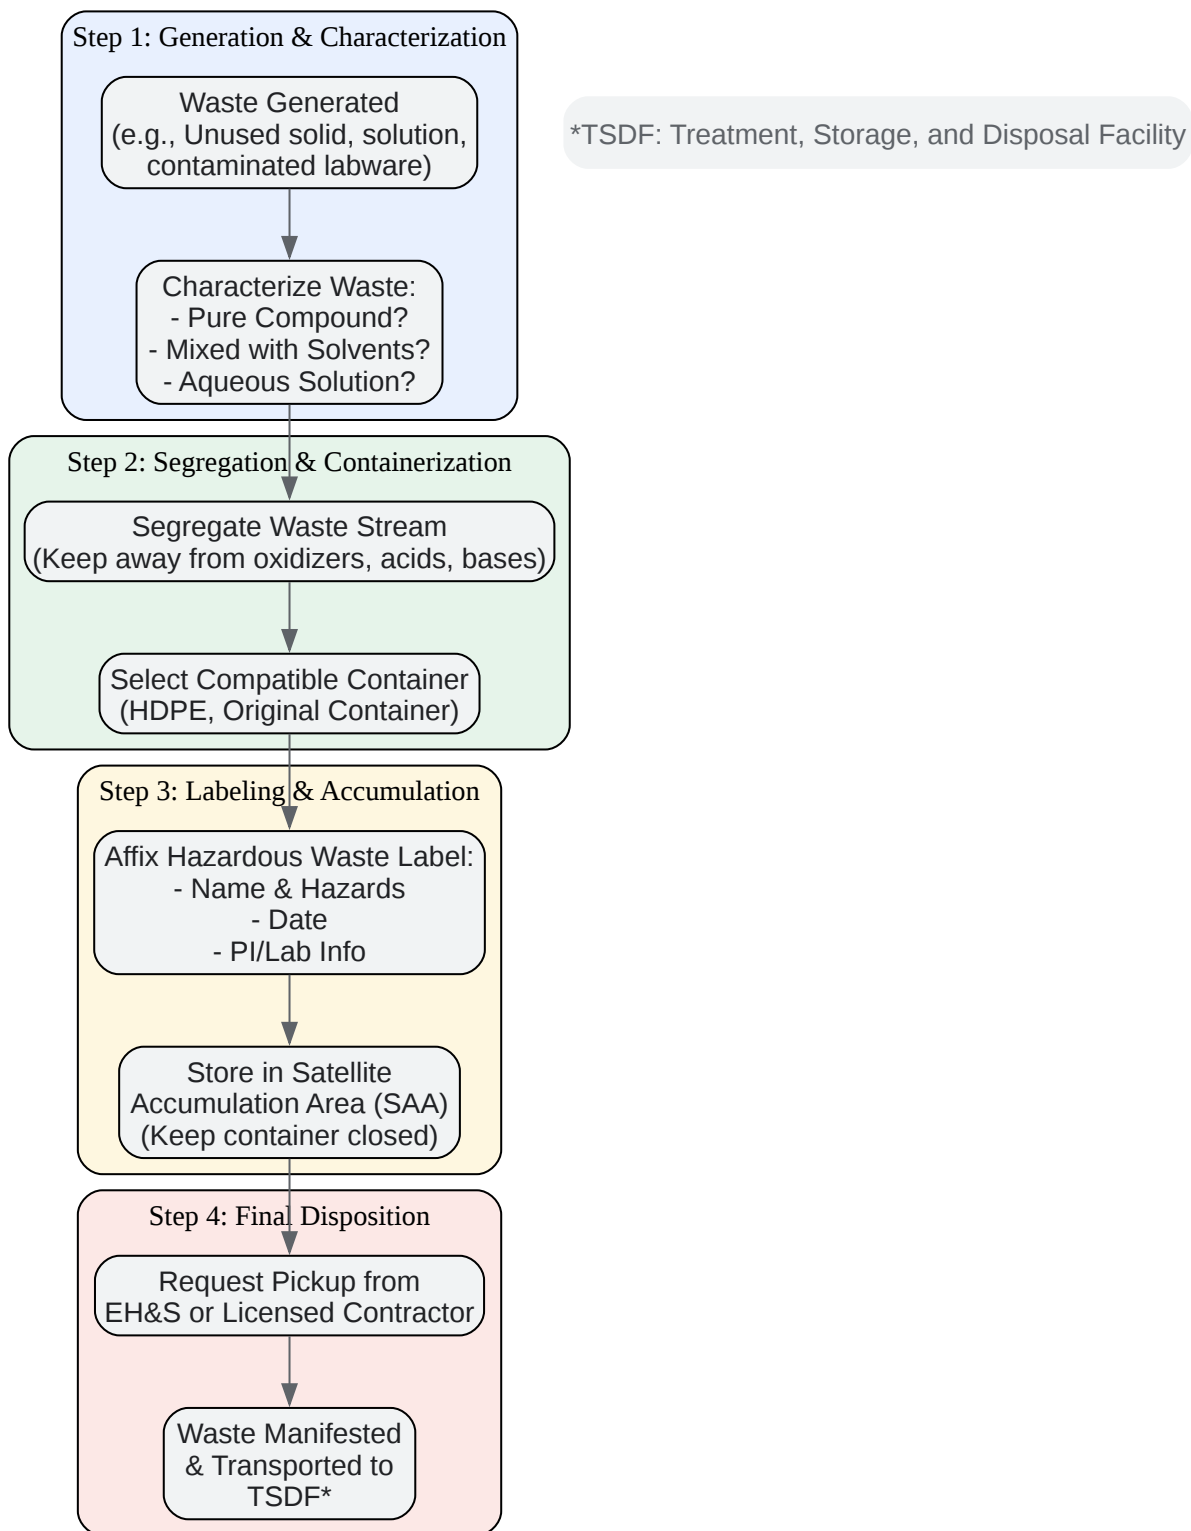 Step 1: Generation & Characterization
Waste Generated
(e.g., Unused solid, solution,
contaminated labware)
*TSDF: Treatment, Storage, and Disposal Facility
Characterize Waste:
- Pure Compound?
- Mixed with Solvents?
- Aqueous Solution?
Step 2: Segregation & Containerization
Segregate Waste Stream
(Keep away from oxidizers, acids, bases)
Select Compatible Container
(HDPE, Original Container)
Step 3: Labeling & Accumulation
Affix Hazardous Waste Label:
- Name & Hazards
- Date
- PI/Lab Info
Store in Satellite
Accumulation Area (SAA)
(Keep container closed)
Step 4: Final Disposition
Request Pickup from
EH&S or Licensed Contractor
Waste Manifested
& Transported to
TSDF*